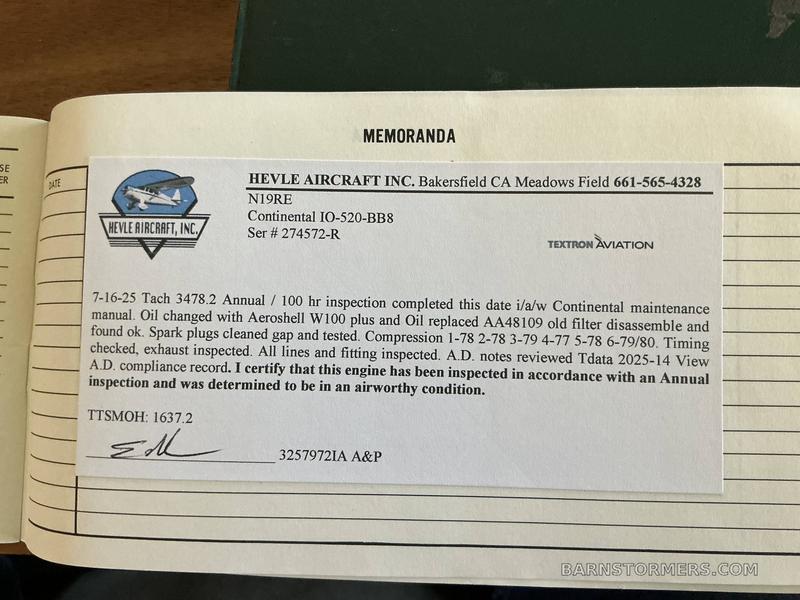 MEMORANDA
SE
ER
DATE
HEVLE AIRCRAFT, INC.
HEVLE AIRCRAFT INC. Bakersfield CA Meadows Field 661-565-4328
N19RE
Continental IO-520-BB8
Ser # 274572-R
TEXTRON AVIATION
7-16-25 Tach 3478.2 Annual / 100 hr inspection completed this date i/a/w Continental maintenance
manual. Oil changed with Aeroshell W100 plus and Oil replaced AA48109 old filter disassemble and
found ok. Spark plugs cleaned gap and tested. Compression 1-78 2-78 3-79 4-77 5-78 6-79/80. Timing
checked, exhaust inspected. All lines and fitting inspected. A.D. notes reviewed Tdata 2025-14 View
A.D. compliance record. I certify that this engine has been inspected in accordance with an Annual
inspection and was determined to be in an airworthy condition.
TTSMOH: 1637.2
3257972IA A&P
BARNSTORMERS.COM